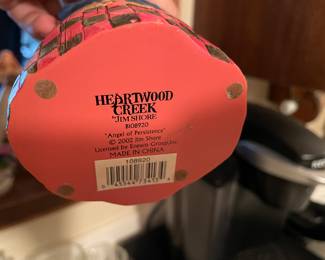 HEARTWOOD
CREEK
BY JIM SHORE
108920
"Angel of Persistence"
© 2002 Jim Shore
Licensed by Enesco Group, Inc.
MADE IN CHINA
108920